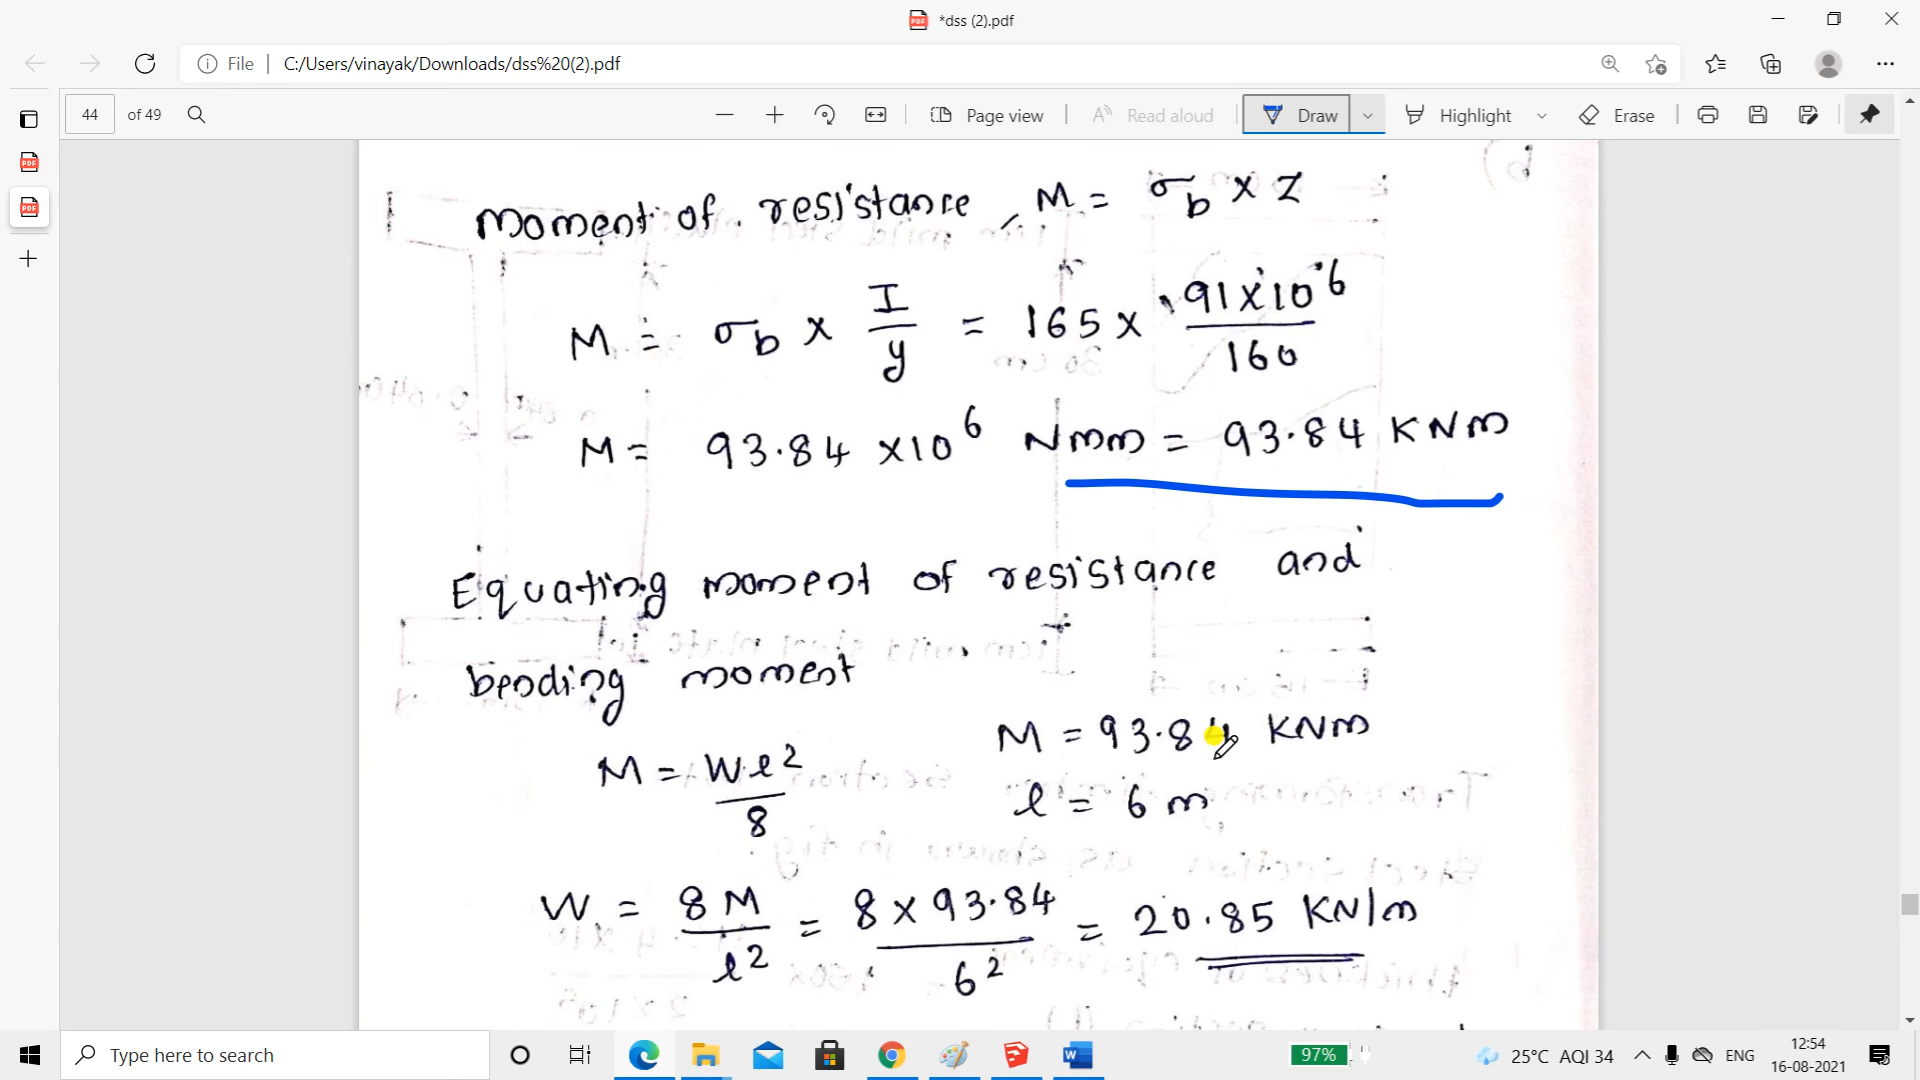 *dss (2).pdf
File
C:/Users/vinayak/Downloads/dss%20(2).pdf
44 of 49
Page view
Read aloud
Draw
Highlight
Erase
moment of resistance, M = σb x Z
M = σb x I/y = 165 x 91x10^6/160
M = 93.84 x10^6 Nmm = 93.84 KNm
Equating moment of resistance and
bending moment
M = Wl²/8
M = 93.84 KNm
l = 6 m
W = 8M/l² = 8 x 93.84/6² = 20.85 KN/m
Type here to search
97%
25°C AQI 34
ENG
12:54
16-08-2021